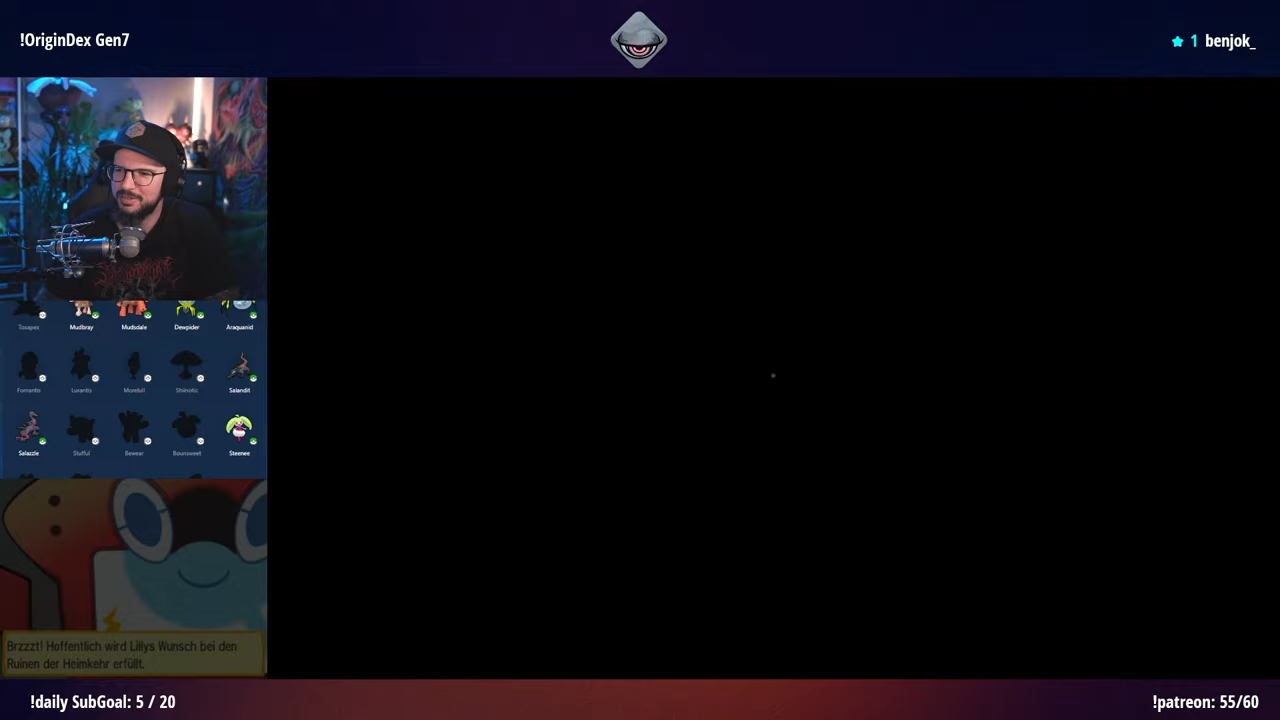 !OriginDex Gen7
1 benjok_
Toxapex Mudbray Mudsdale Dewpider Araquanid
Fomantis Lurantis Morelull Shiinotic Salandit
Salazzle Stufful Bewear Bounsweet Steenee
Brzzzt! Hoffentlich wird Lillys Wunsch bei den
Ruinen der Heimkehr erfüllt.
!daily SubGoal: 5 / 20
!patreon: 55/60